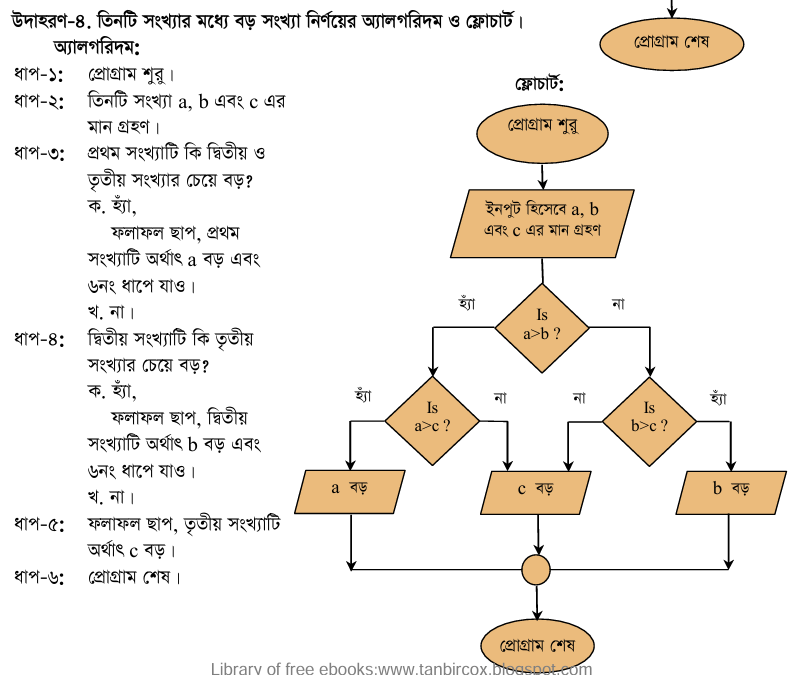 উদাহরণ-৪. তিনটি সংখ্যার মধ্যে বড় সংখ্যা নির্ণয়ের অ্যালগরিদম ও ফ্লোচার্ট।
অ্যালগরিদম:
ধাপ-১: প্রোগ্রাম শুরু।
ধাপ-২: তিনটি সংখ্যা a, b এবং c এর
মান গ্রহণ।
ধাপ-৩: প্রথম সংখ্যাটি কি দ্বিতীয় ও
তৃতীয় সংখ্যার চেয়ে বড়?
ক. হ্যাঁ,
ফলাফল ছাপ, প্রথম
সংখ্যাটি অর্থাৎ a বড় এবং
৬নং ধাপে যাও।
খ. না।
ধাপ-৪: দ্বিতীয় সংখ্যাটি কি তৃতীয়
সংখ্যার চেয়ে বড়?
ক. হ্যাঁ,
ফলাফল ছাপ, দ্বিতীয়
সংখ্যাটি অর্থাৎ b বড় এবং
৬নং ধাপে যাও।
খ. না।
ধাপ-৫: ফলাফল ছাপ, তৃতীয় সংখ্যাটি
অর্থাৎ c বড়।
ধাপ-৬: প্রোগ্রাম শেষ।
প্রোগ্রাম শেষ
ফ্লোচার্ট:
প্রোগ্রাম শুরু
ইনপুট হিসেবে a, b
এবং c এর মান গ্রহণ
হ্যাঁ
না
Is
a>b ?
হ্যাঁ
না
না
হ্যাঁ
Is
a>c ?
Is
b>c ?
a বড়
c বড়
b বড়
প্রোগ্রাম শেষ
Library of free ebooks:www.tanbircox.blogspot.com